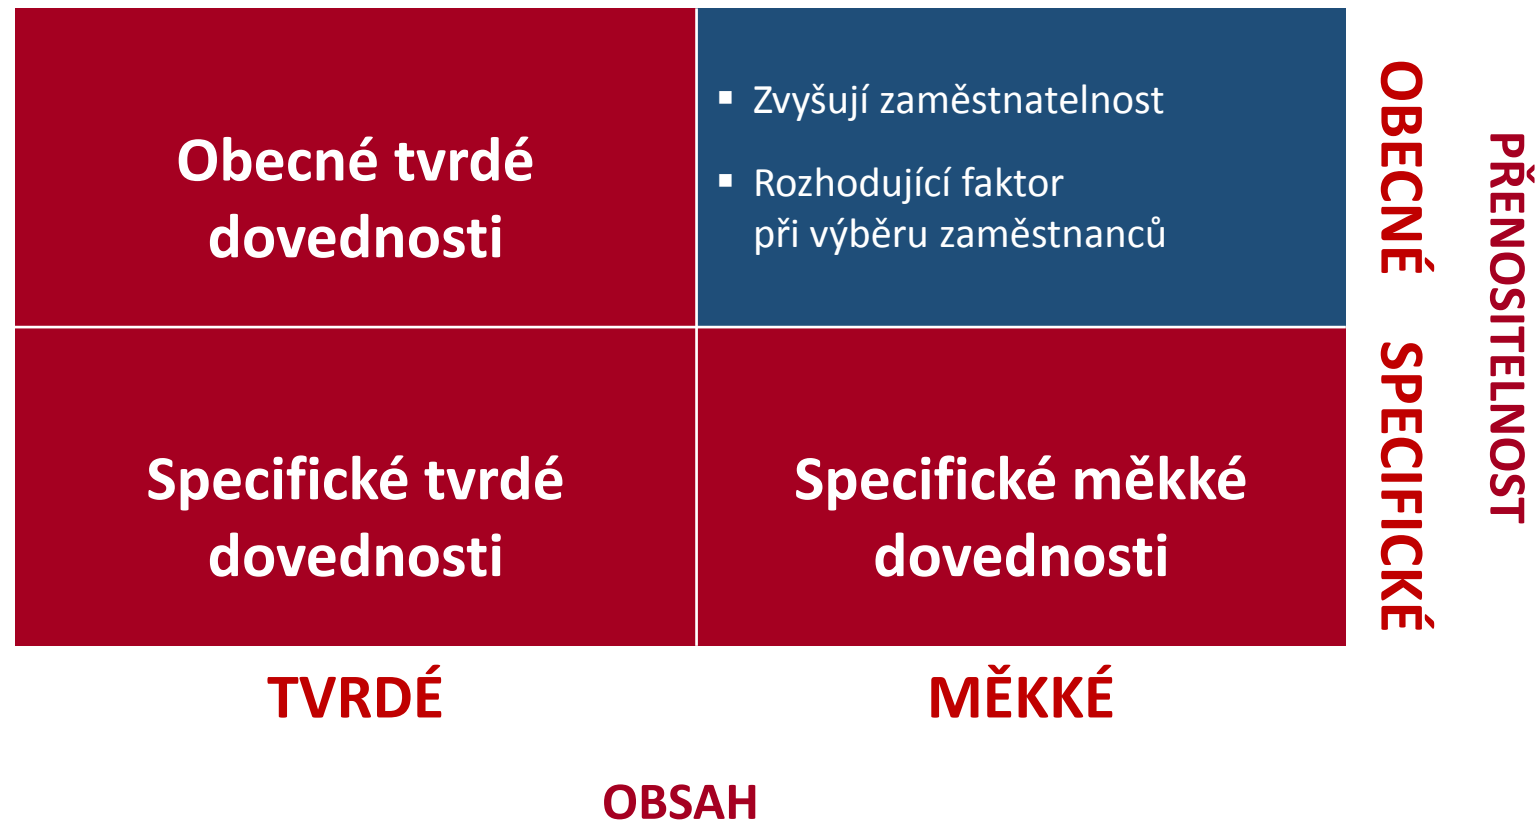 Obecné tvrdé
dovednosti
▪ Zvyšují zaměstnatelnost
▪ Rozhodující faktor
při výběru zaměstnanců
Specifické tvrdé
dovednosti
Specifické měkké
dovednosti
OBECNÉ
SPECIFICKÉ
PŘENOSITELNOST
TVRDÉ
MĚKKÉ
OBSAH